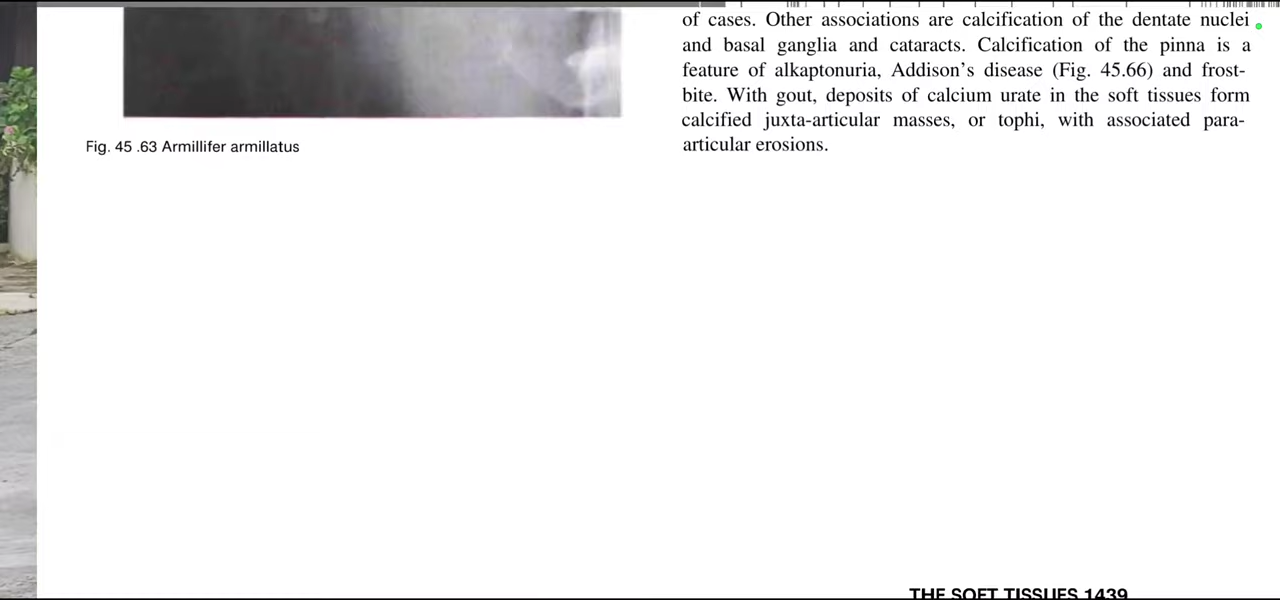 Fig. 45 .63 Armillifer armillatus
of cases. Other associations are calcification of the dentate nuclei
and basal ganglia and cataracts. Calcification of the pinna is a
feature of alkaptonuria, Addison's disease (Fig. 45.66) and frost-
bite. With gout, deposits of calcium urate in the soft tissues form
calcified juxta-articular masses, or tophi, with associated para-
articular erosions.
THE SOFT TISSUES 1439